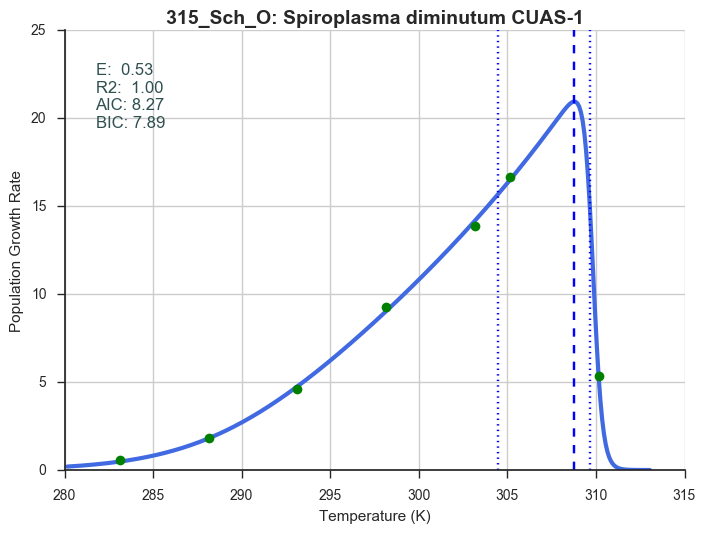 315_Sch_O: Spiroplasma diminutum CUAS-1
25
20
15
10
5
0
E:  0.53
R2:  1.00
AIC: 8.27
BIC: 7.89
Population Growth Rate
280 285 290 295 300 305 310 315
Temperature (K)